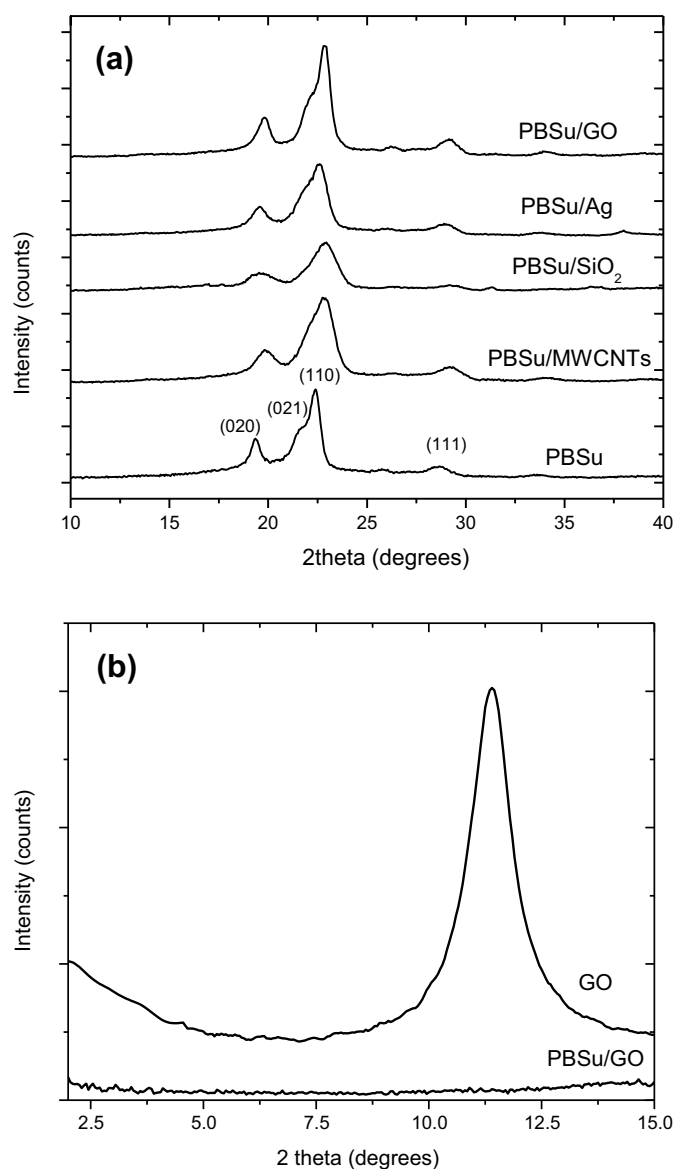 (a)
PBSu/GO
PBSu/Ag
PBSu/SiO₂
PBSu/MWCNTs
(110)
(021)
(020)
(111)
PBSu
Intensity (counts)
10 15 20 25 30 35 40
2theta (degrees)
(b)
GO
PBSu/GO
Intensity (counts)
2.5 5.0 7.5 10.0 12.5 15.0
2 theta (degrees)